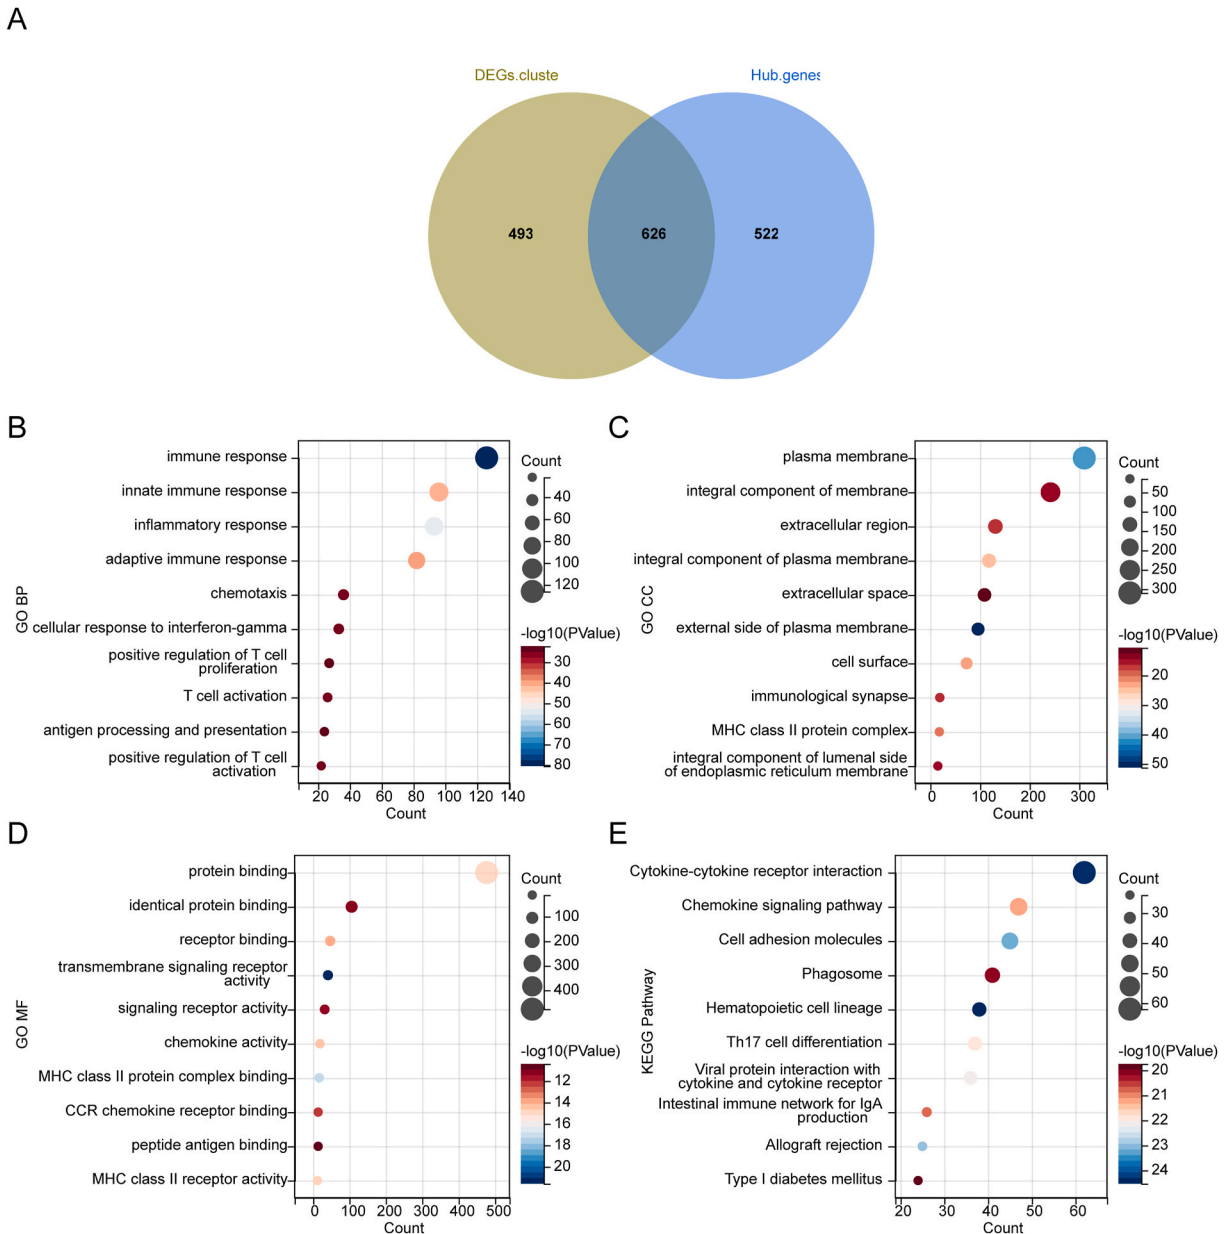 A
DEGs.cluste
Hub.genes
493
626
522
B
immune response
innate immune response
inflammatory response
adaptive immune response
chemotaxis
cellular response to interferon-gamma
positive regulation of T cell
proliferation
T cell activation
antigen processing and presentation
positive regulation of T cell
activation
GO BP
20
40
60
80
100
120
140
Count
Count
40
60
80
100
120
-log10(PValue)
30
40
50
60
70
80
C
plasma membrane
integral component of membrane
extracellular region
integral component of plasma membrane
extracellular space
external side of plasma membrane
cell surface
immunological synapse
MHC class II protein complex
integral component of lumenal side
of endoplasmic reticulum membrane
GO CC
0
100
200
300
Count
Count
50
100
150
200
250
300
-log10(PValue)
10
20
30
40
50
D
protein binding
identical protein binding
receptor binding
transmembrane signaling receptor
activity
signaling receptor activity
chemokine activity
MHC class II protein complex binding
CCR chemokine receptor binding
peptide antigen binding
MHC class II receptor activity
GO MF
0
100
200
300
400
500
Count
Count
100
200
300
400
-log10(PValue)
12
14
16
18
20
E
Cytokine-cytokine receptor interaction
Chemokine signaling pathway
Cell adhesion molecules
Phagosome
Hematopoietic cell lineage
Th17 cell differentiation
Viral protein interaction with
cytokine and cytokine receptor
Intestinal immune network for IgA
production
Allograft rejection
Type I diabetes mellitus
KEGG Pathway
20
30
40
50
60
Count
Count
30
40
50
60
-log10(PValue)
20
21
22
23
24